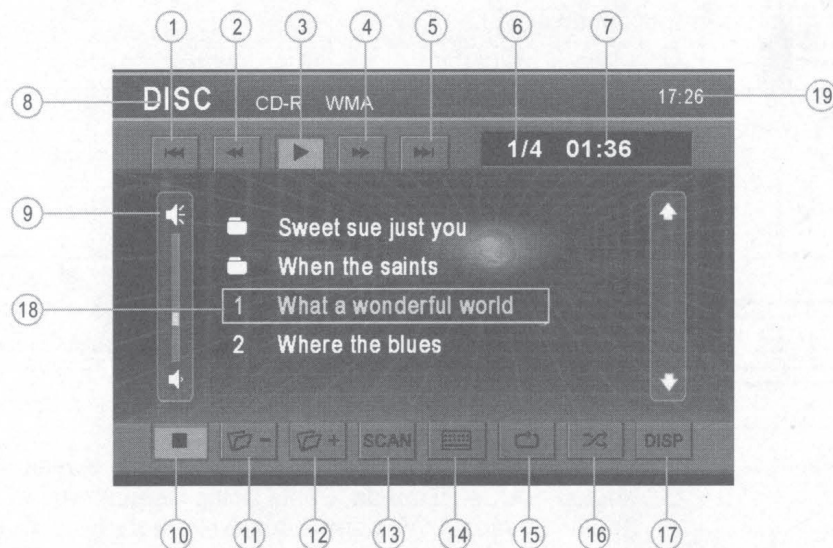 1 2 3 4 5 6 7
8 DISC CD-R WMA 17:26 19
1/4 01:36
9 Sweet sue just you
When the saints
18 1 What a wonderful world
2 Where the blues
- + SCAN DISP
10 11 12 13 14 15 16 17